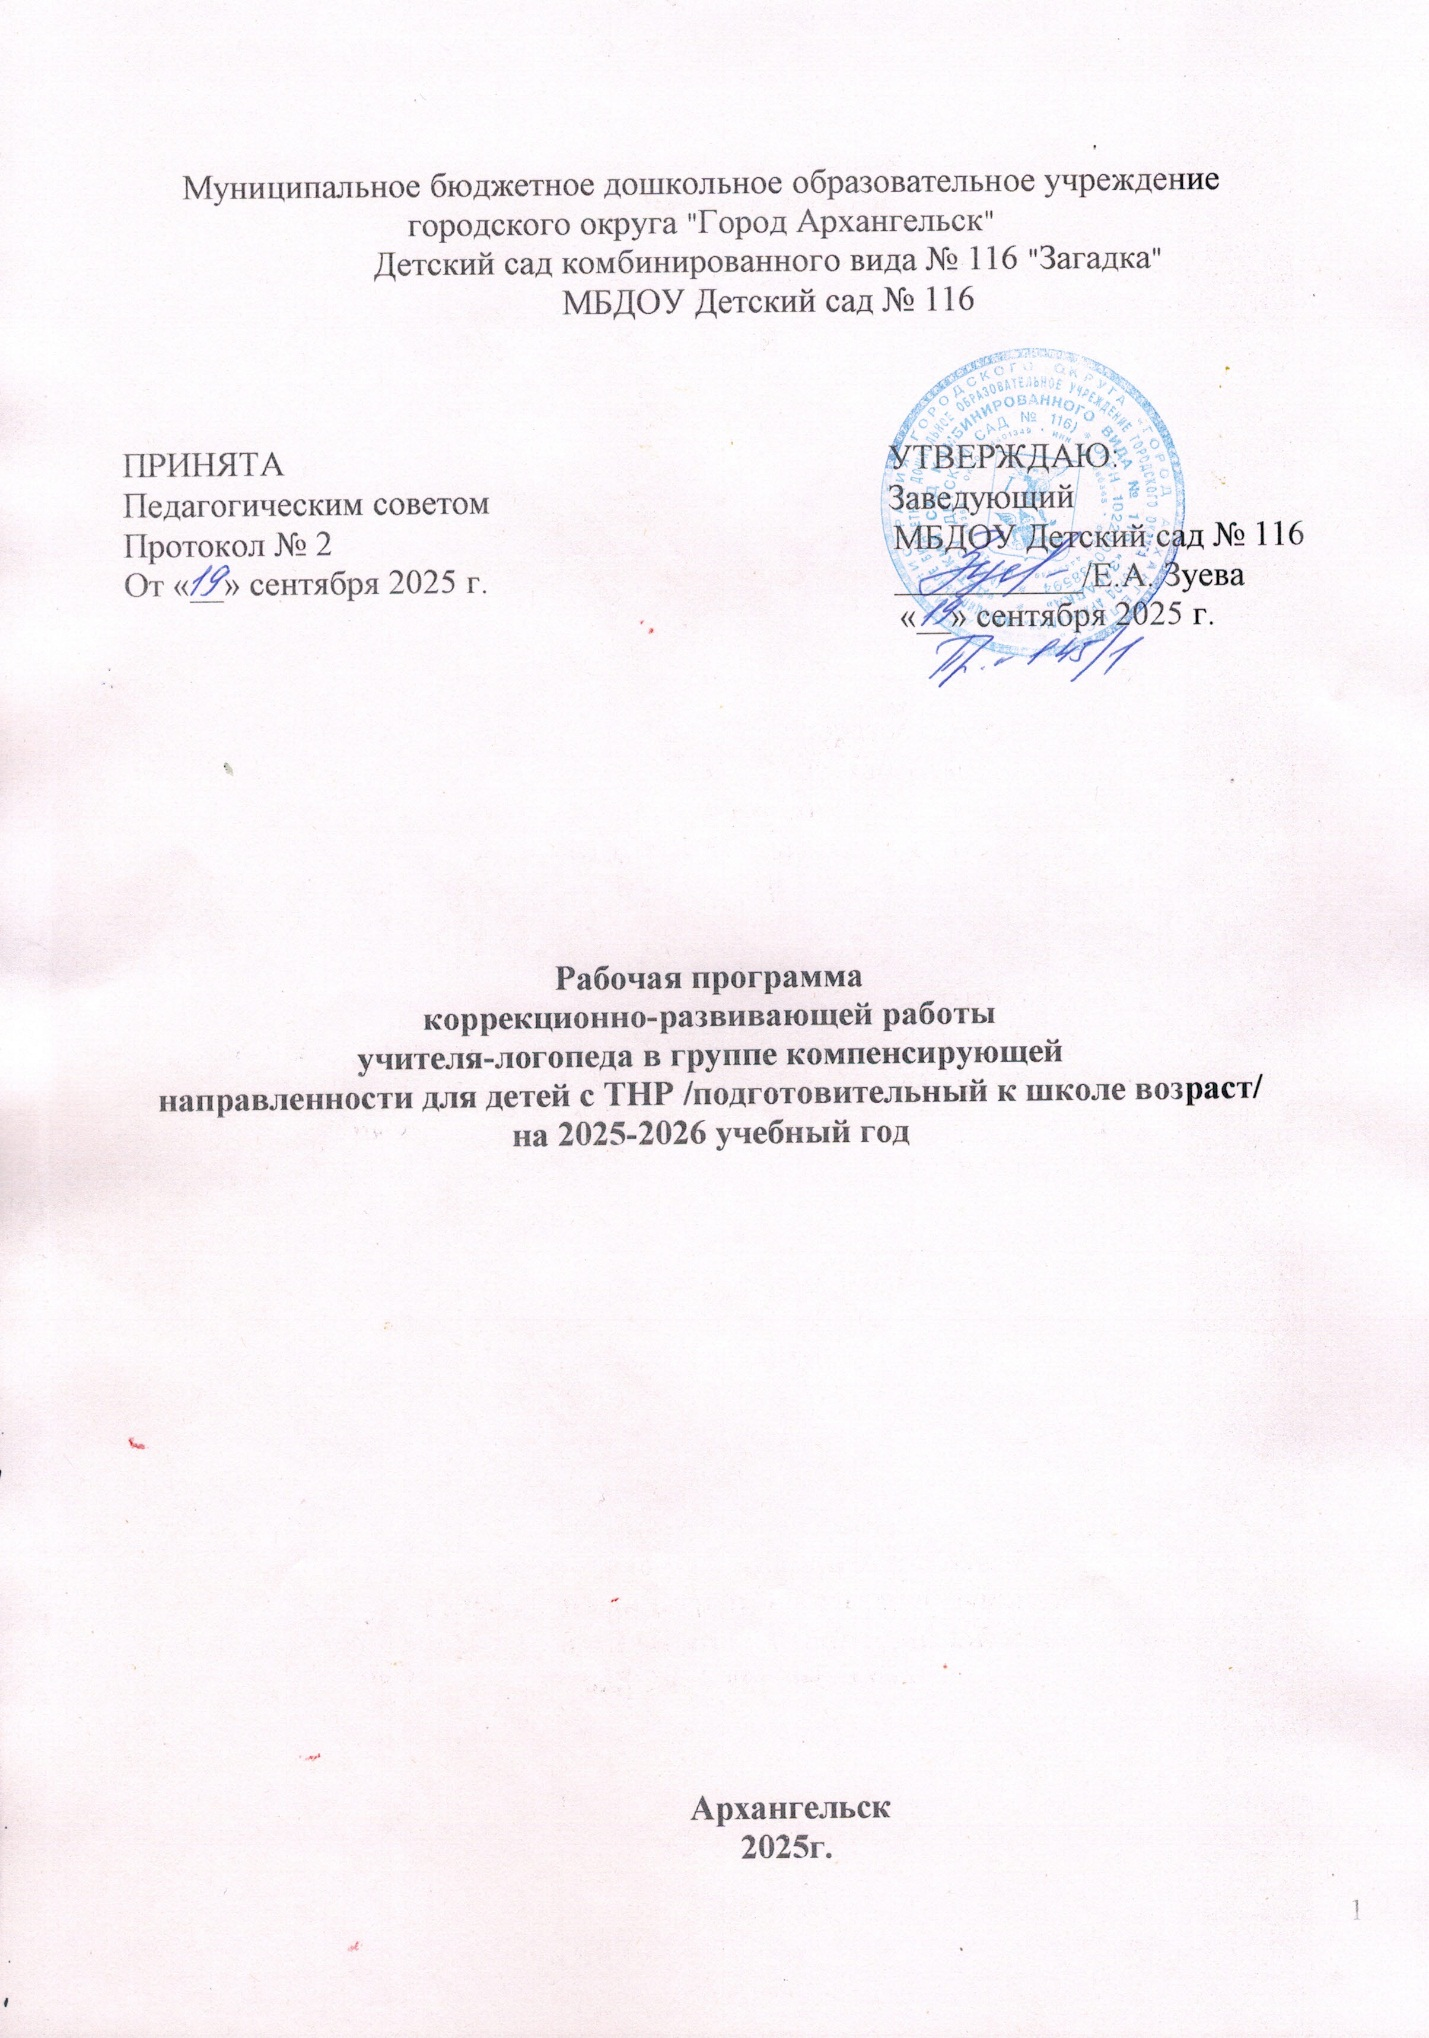 Муниципальное бюджетное дошкольное образовательное учреждение
городского округа "Город Архангельск"
Детский сад комбинированного вида № 116 "Загадка"
МБДОУ Детский сад № 116
ПРИНЯТА
Педагогическим советом
Протокол № 2
От «19» сентября 2025 г.
УТВЕРЖДАЮ:
Заведующий
МБДОУ Детский сад № 116
/Е.А. Зуева
«19» сентября 2025 г.
Рабочая программа
коррекционно-развивающей работы
учителя-логопеда в группе компенсирующей
направленности для детей с ТНР /подготовительный к школе возраст/
на 2025-2026 учебный год
Архангельск
2025г.
1